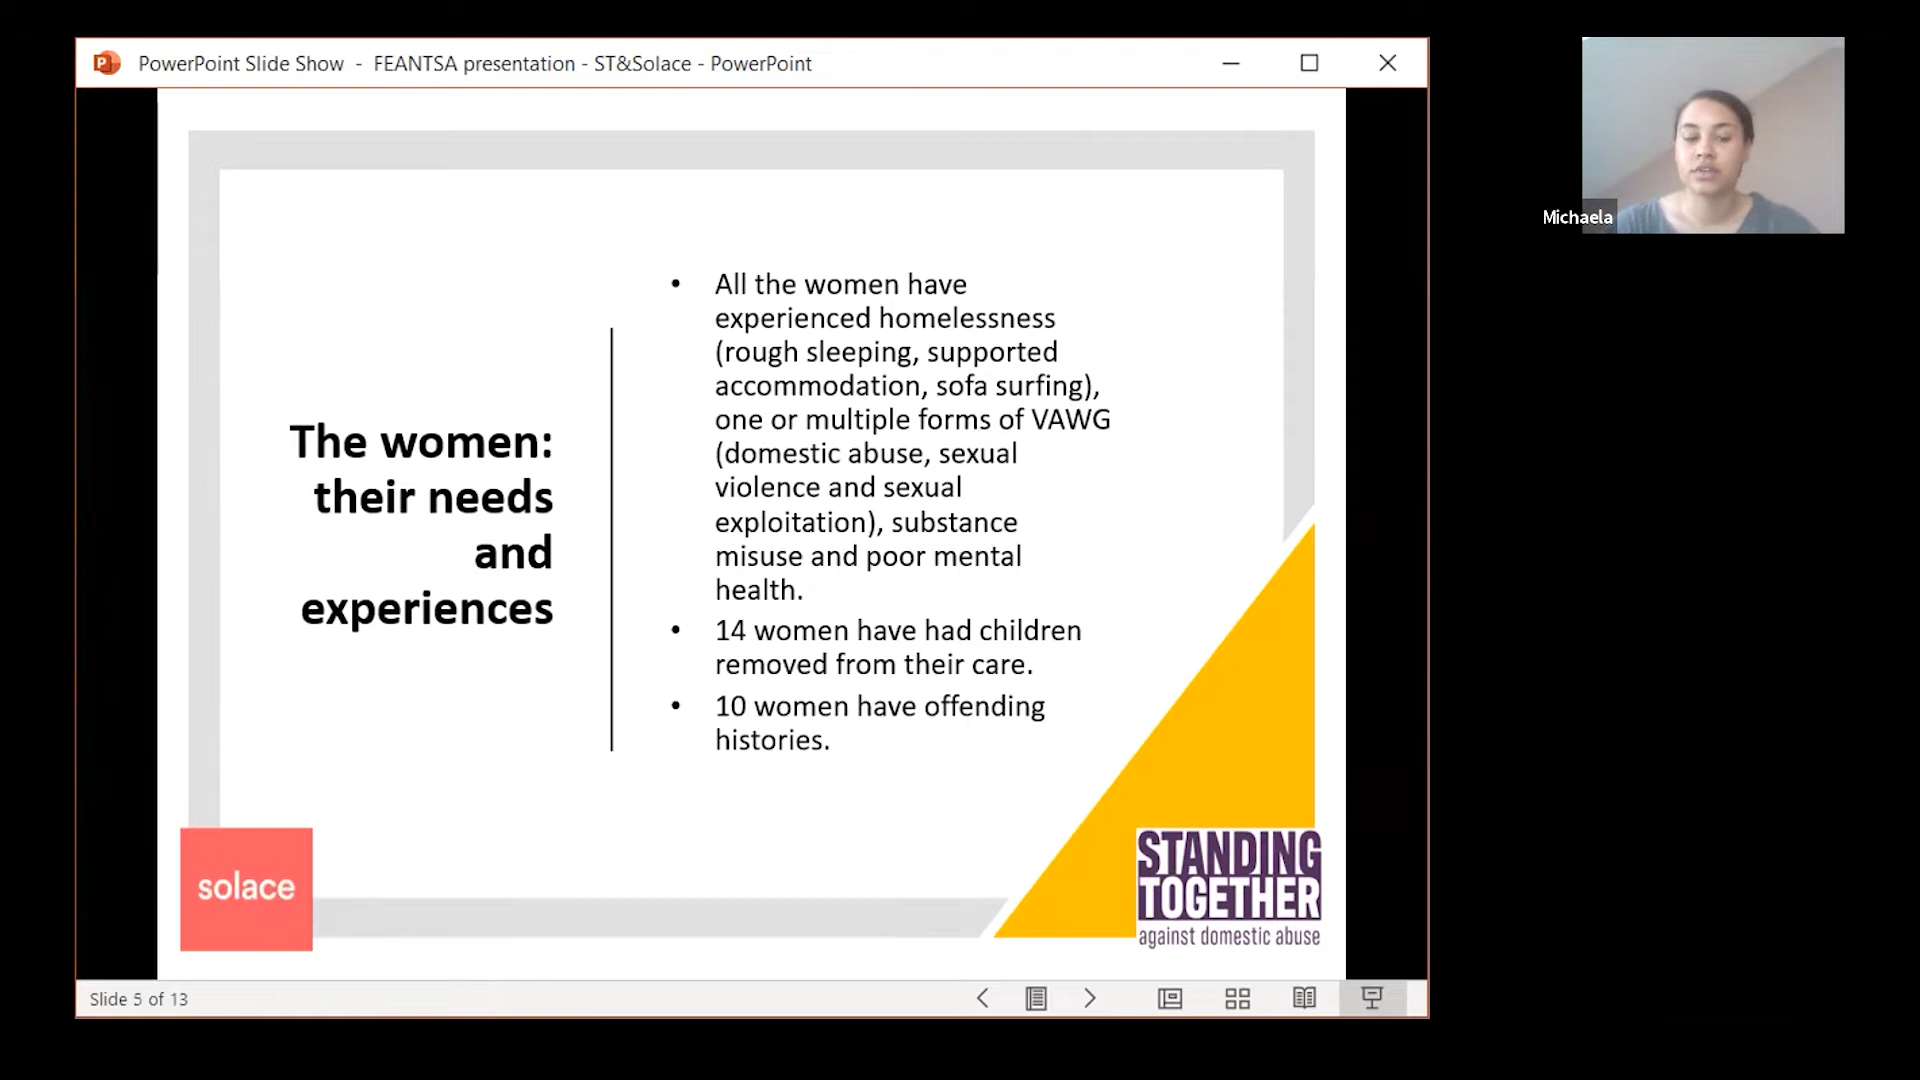 PowerPoint Slide Show - FEANTSA presentation - ST&Solace - PowerPoint
Michaela
The women:
their needs
and
experiences
• All the women have
experienced homelessness
(rough sleeping, supported
accommodation, sofa surfing),
one or multiple forms of VAWG
(domestic abuse, sexual
violence and sexual
exploitation), substance
misuse and poor mental
health.
• 14 women have had children
removed from their care.
• 10 women have offending
histories.
solace
STANDING
TOGETHER
against domestic abuse
Slide 5 of 13